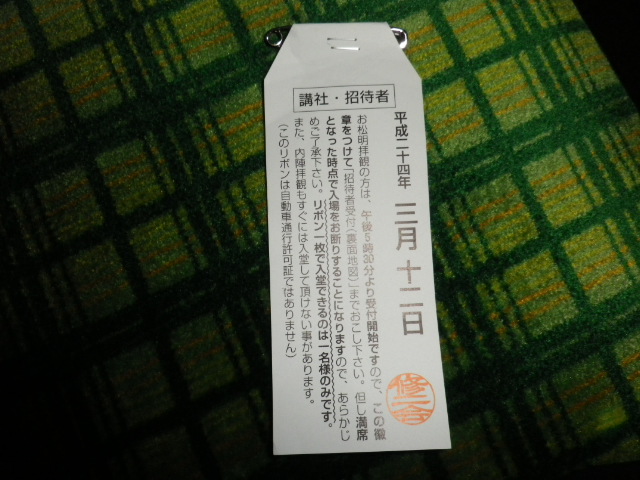 講社・招待者
平成二十四年 三月十二日
お松明拝観の方は、午後5時30分より受付開始ですので、この徽
章をつけて「招待者受付(裏面地図)」までおこし下さい。但し満席
となった時点で入場をお断りすることになりますので、あらかじ
めご了承下さい。リボン一枚で入堂できるのは一名様のみです。
また、内陣拝観もすぐには入堂して頂けない事があります。
(このリボンは自動車通行許可証ではありません)
修二会